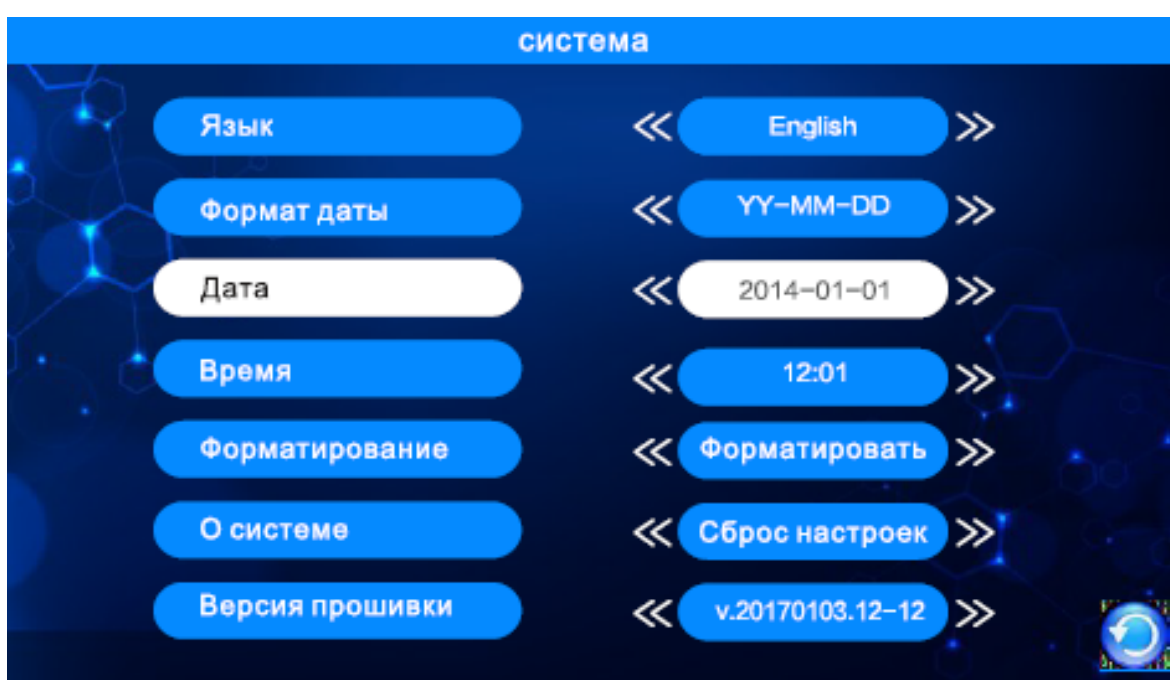 система
Язык English
Формат даты YY-MM-DD
Дата 2014-01-01
Время 12:01
Форматирование Форматировать
О системе Сброс настроек
Версия прошивки v.20170103.12-12